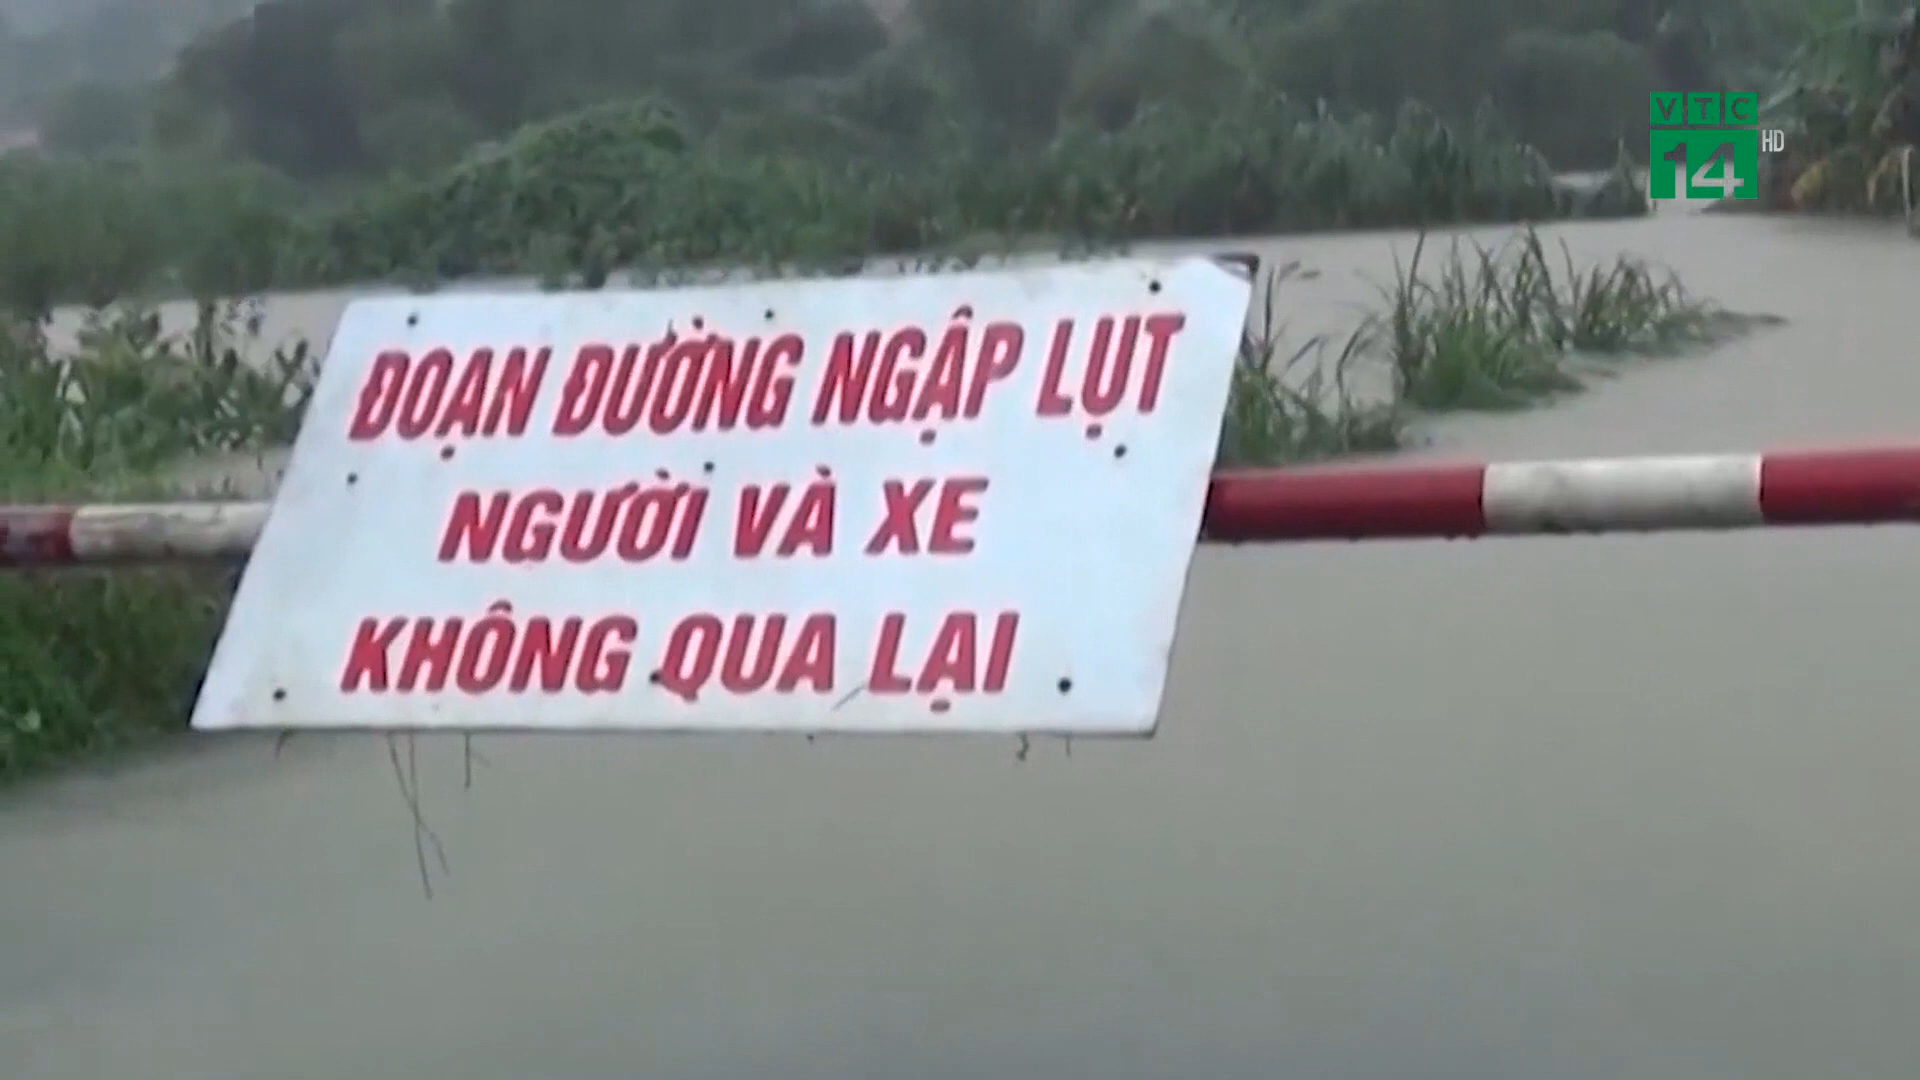 VTC
14 HD
ĐOẠN ĐƯỜNG NGẬP LỤT
NGƯỜI VÀ XE
KHÔNG QUA LẠI